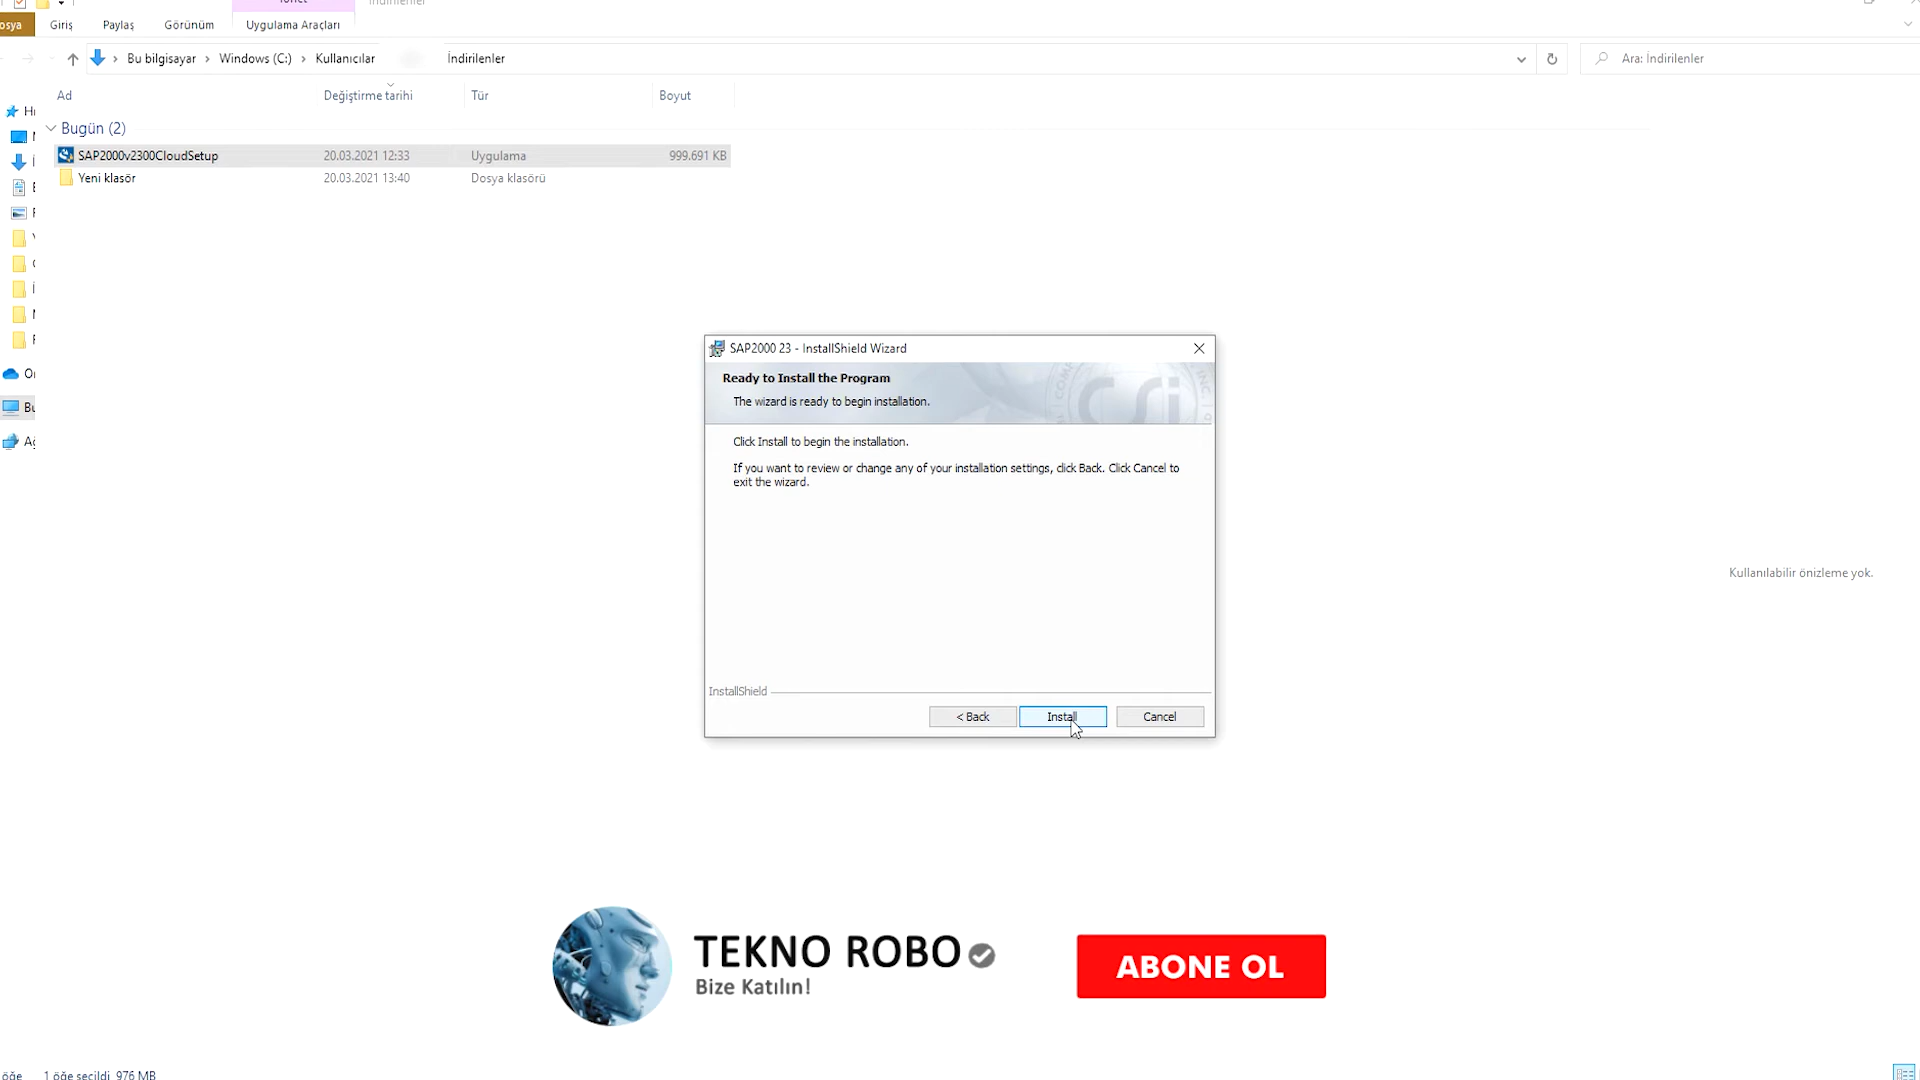 İndirilenler
Giriş Paylaş Görünüm Uygulama Araçları
Bu bilgisayar Windows (C:) Kullanıcılar İndirilenler Ara: İndirilenler
Ad Değiştirme tarihi Tür Boyut
Bugün (2)
SAP2000v2300CloudSetup 20.03.2021 12:33 Uygulama 999.691 KB
Yeni klasör 20.03.2021 13:40 Dosya klasörü
SAP2000 23 - InstallShield Wizard
Ready to Install the Program
The wizard is ready to begin installation.
CSi
Click Install to begin the installation.
If you want to review or change any of your installation settings, click Back. Click Cancel to
exit the wizard.
Kullanılabilir önizleme yok.
InstallShield
< Back Install Cancel
TEKNO ROBO
Bize Katılın!
ABONE OL
öğe 1 öğe seçildi 976 MB